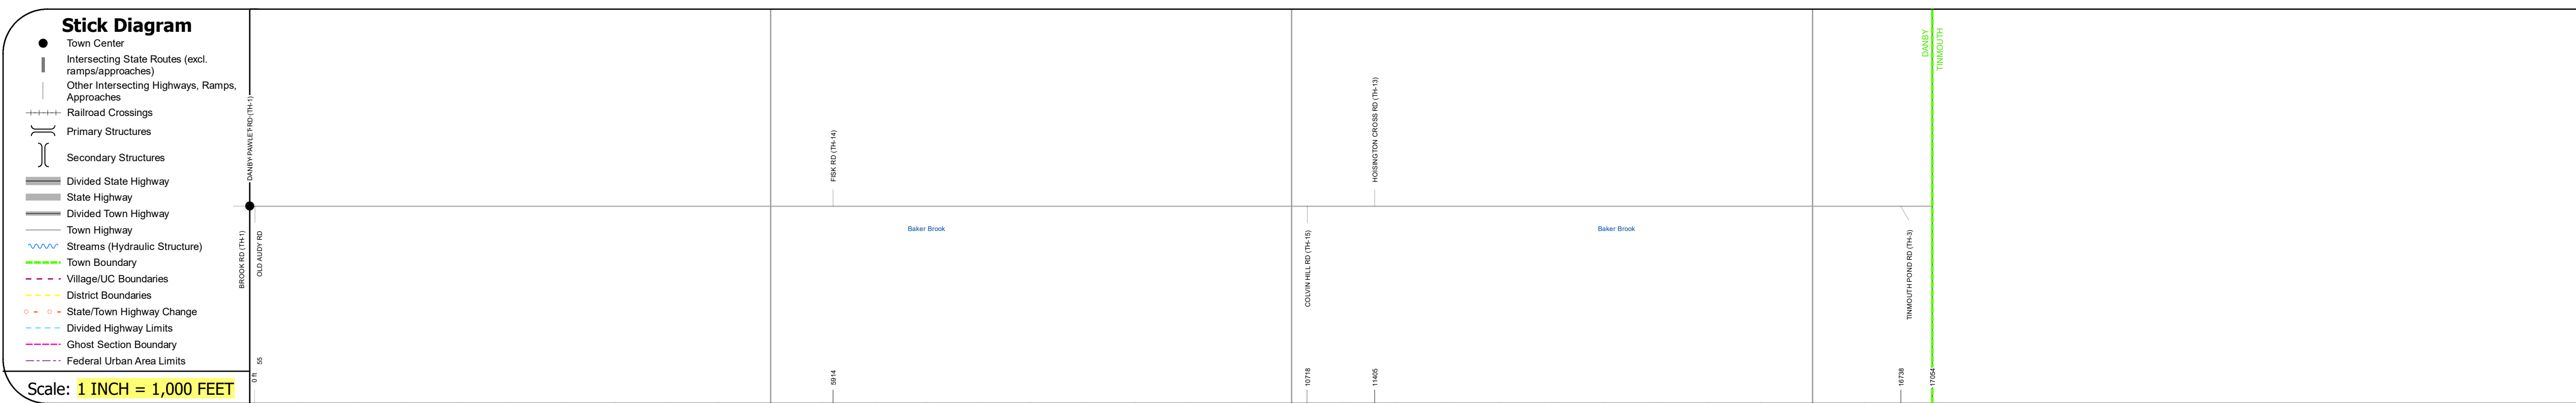 Stick Diagram
Town Center
Intersecting State Routes (excl.
ramps/approaches)
Other Intersecting Highways, Ramps,
Approaches
Railroad Crossings
Primary Structures
Secondary Structures
Divided State Highway
State Highway
Divided Town Highway
Town Highway
Streams (Hydraulic Structure)
Town Boundary
Village/UC Boundaries
District Boundaries
State/Town Highway Change
Divided Highway Limits
Ghost Section Boundary
Federal Urban Area Limits
Scale: 1 INCH = 1,000 FEET
DANBY-PAWLET RD (TH-1)
BROOK RD (TH-1)
OLD AUDY RD
0 ft
55
FISK RD (TH-14)
Baker Brook
5914
COLVIN HILL RD (TH-15)
10718
HOISINGTON CROSS RD (TH-13)
11405
Baker Brook
TINMOUTH POND RD (TH-3)
16738
DANBY
TINMOUTH
17054